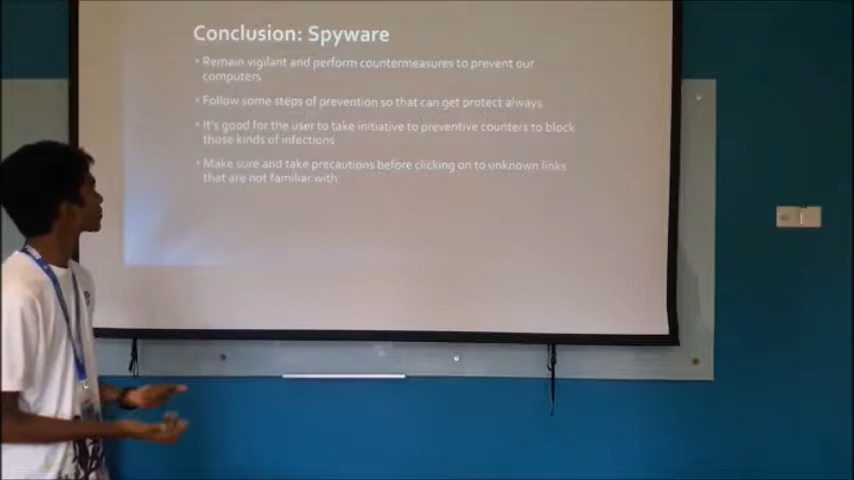 Conclusion: Spyware
• Remain vigilant and perform countermeasures to prevent our
computers
• Follow some steps of prevention so that can get protect always
• It's good for the user to take initiative to preventive counters to block
those kinds of infections
• Make sure and take precautions before clicking on to unknown links
that are not familiar with